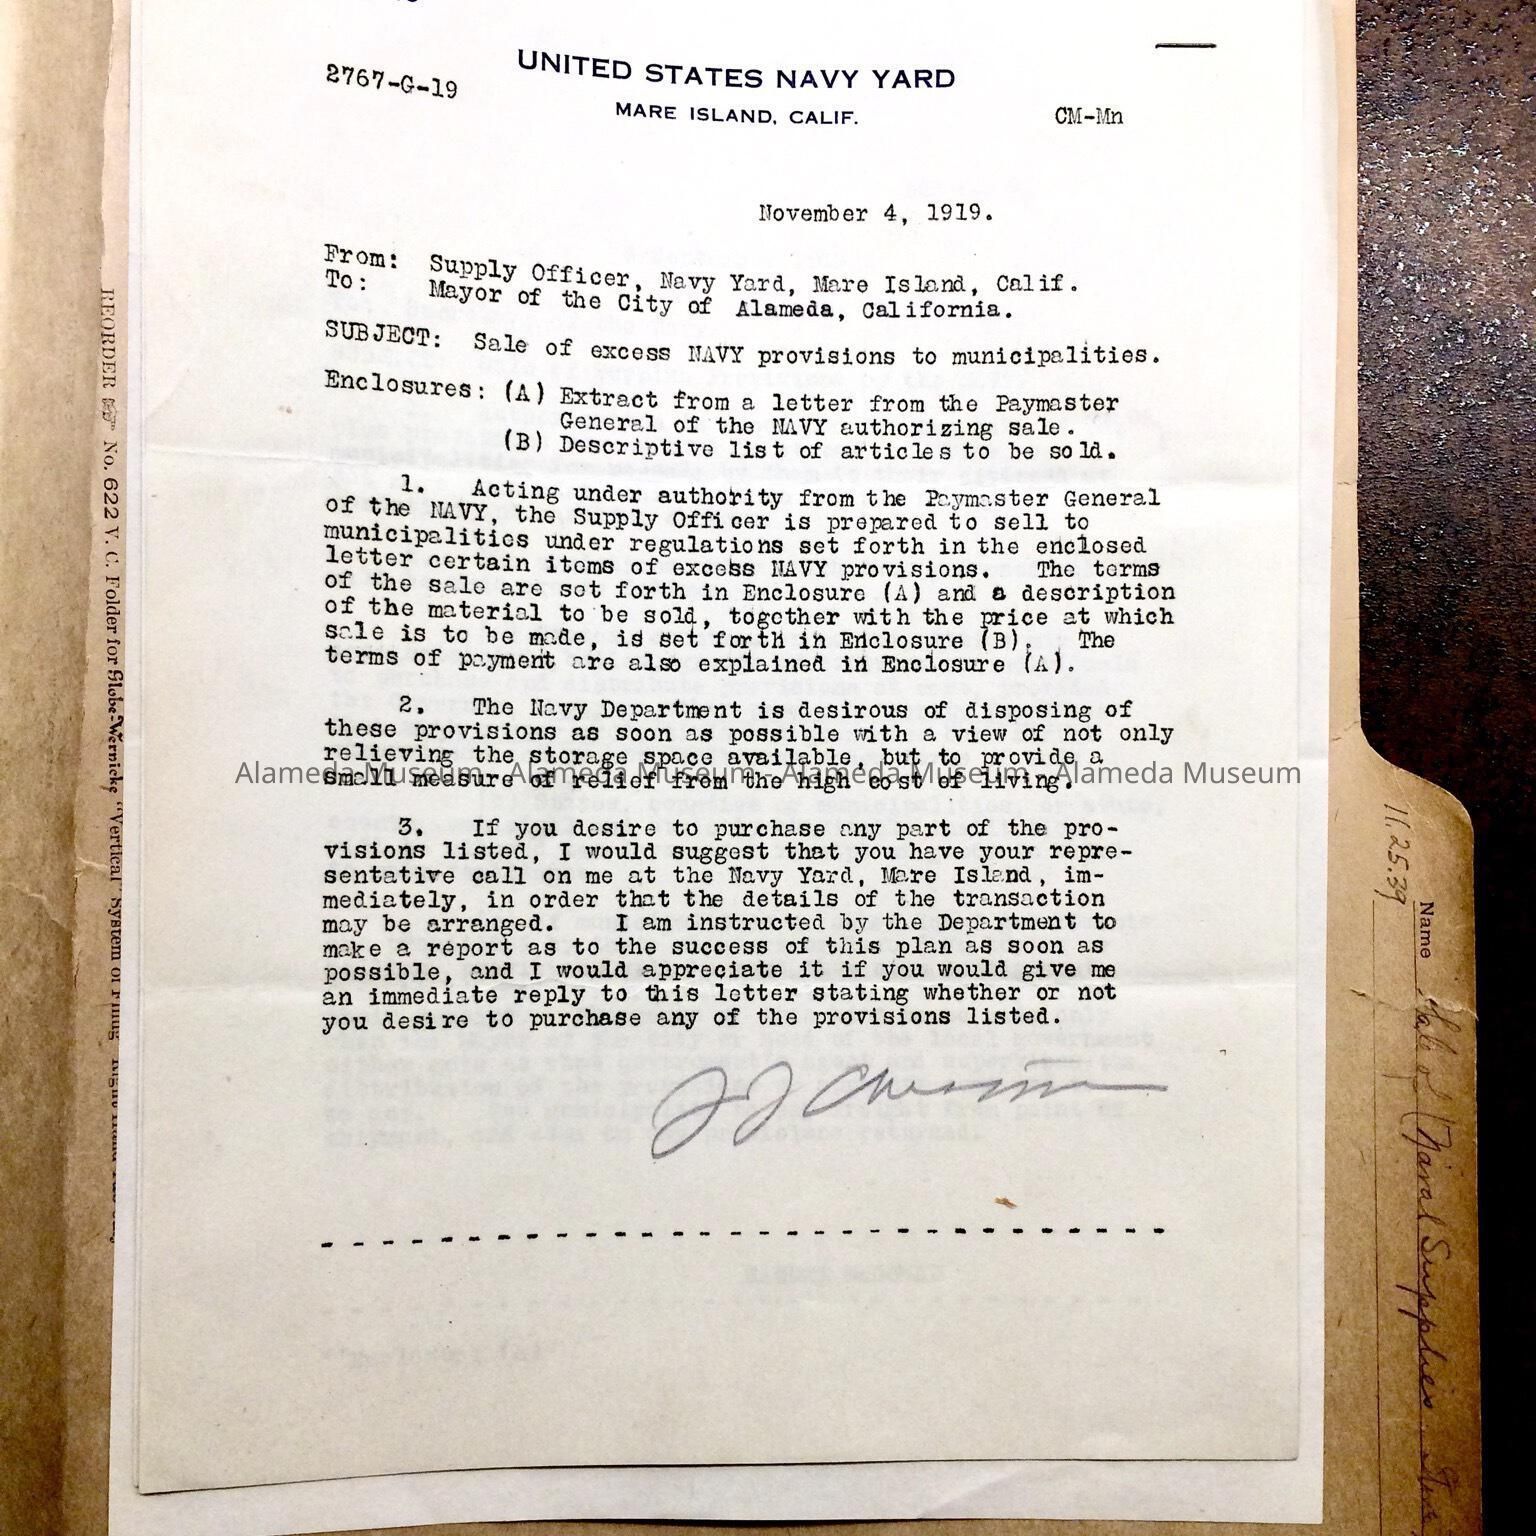 UNITED STATES NAVY YARD
2767-G-19
MARE ISLAND, CALIF.
CM-Mn
November 4, 1919.
From: Supply Officer, Navy Yard, Mare Island, Calif.
To: Mayor of the City of Alameda, California.
SUBJECT: Sale of excess NAVY provisions to municipalities.
Enclosures: (A) Extract from a letter from the Paymaster
General of the NAVY authorizing sale.
(B) Descriptive list of articles to be sold.
1. Acting under authority from the Paymaster General
of the NAVY, the Supply Officer is prepared to sell to
municipalities under regulations set forth in the enclosed
letter certain items of excess NAVY provisions. The terms
of the sale are set forth in Enclosure (A) and a description
of the material to be sold, together with the price at which
sale is to be made, is set forth in Enclosure (B). The
terms of payment are also explained in Enclosure (A).
2. The Navy Department is desirous of disposing of
these provisions as soon as possible with a view of not only
relieving the storage space available, but to provide a
small measure of relief from the high cost of living.
Alameda Museum - Alameda Museum - Alameda Museum - Alameda Museum
3. If you desire to purchase any part of the pro-
visions listed, I would suggest that you have your repre-
sentative call on me at the Navy Yard, Mare Island, im-
mediately, in order that the details of the transaction
may be arranged. I am instructed by the Department to
make a report as to the success of this plan as soon as
possible, and I would appreciate it if you would give me
an immediate reply to this letter stating whether or not
you desire to purchase any of the provisions listed.
REORDER ☞ No. 622 V. C. Folder for Globe-Wernicke "Vertical" System of Filing
11.25.39
Name Sale of (Naval Supplies